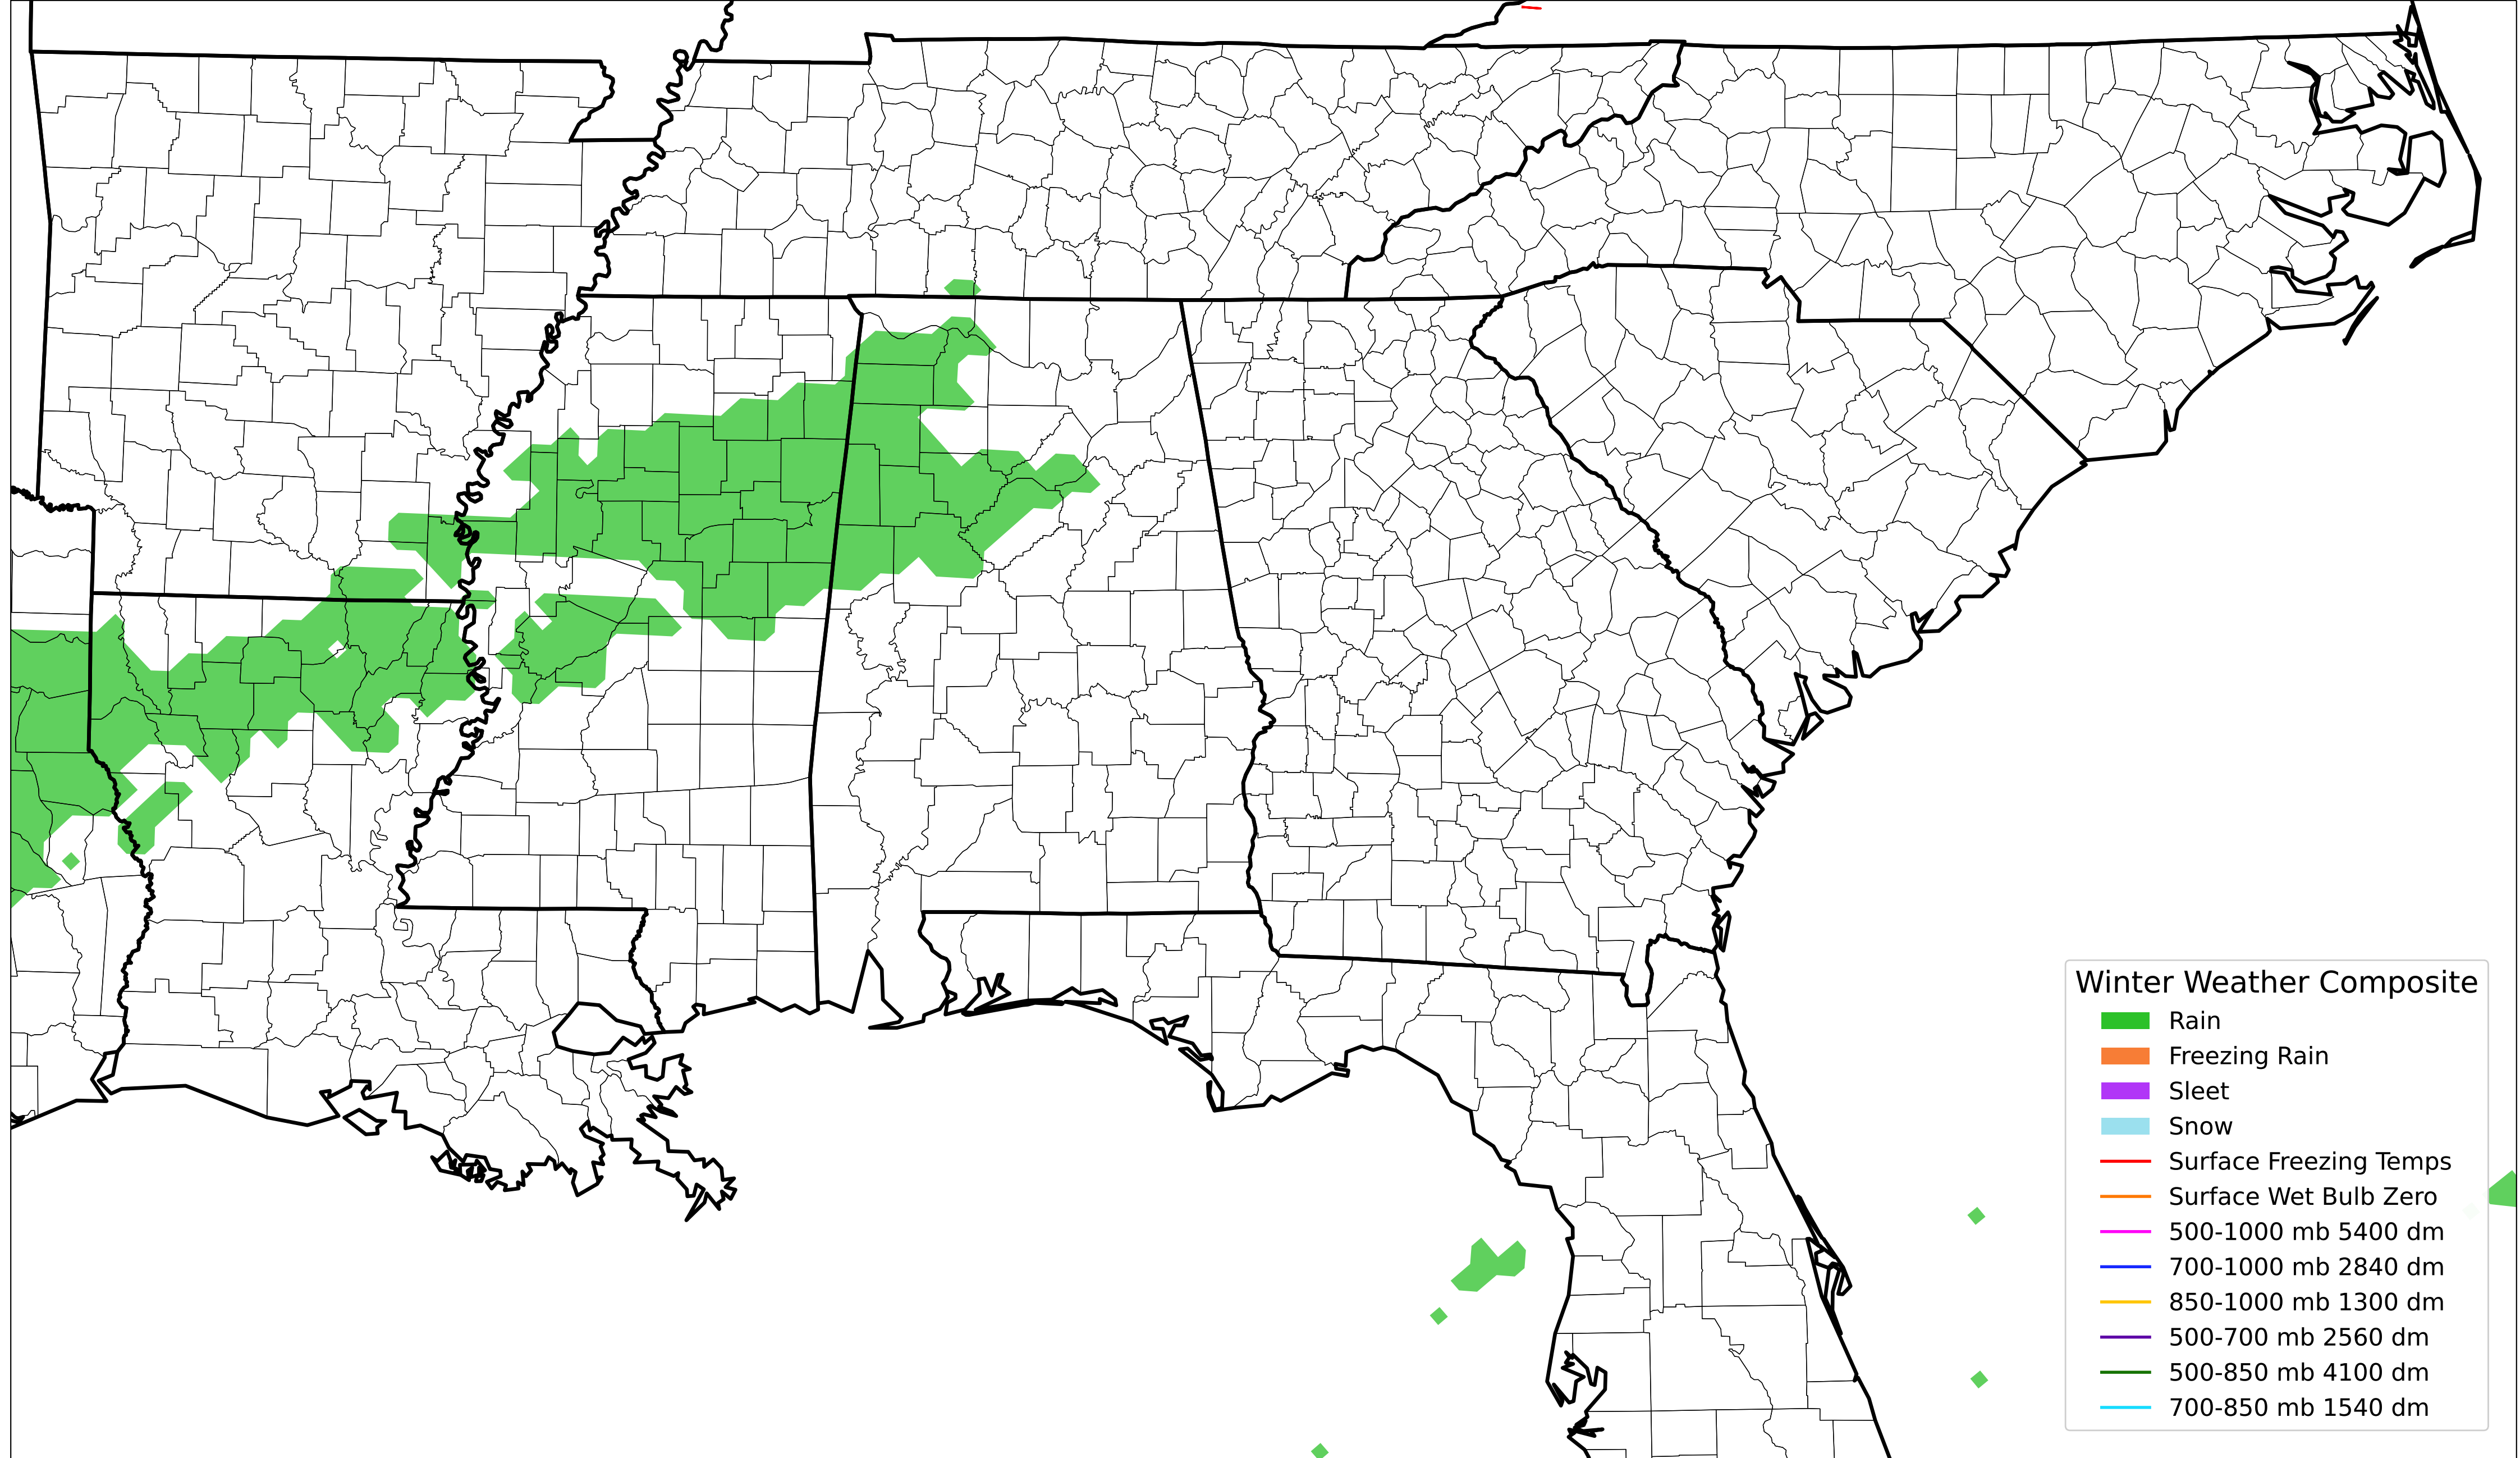 Winter Weather Composite
Rain
Freezing Rain
Sleet
Snow
Surface Freezing Temps
Surface Wet Bulb Zero
500-1000 mb 5400 dm
700-1000 mb 2840 dm
850-1000 mb 1300 dm
500-700 mb 2560 dm
500-850 mb 4100 dm
700-850 mb 1540 dm